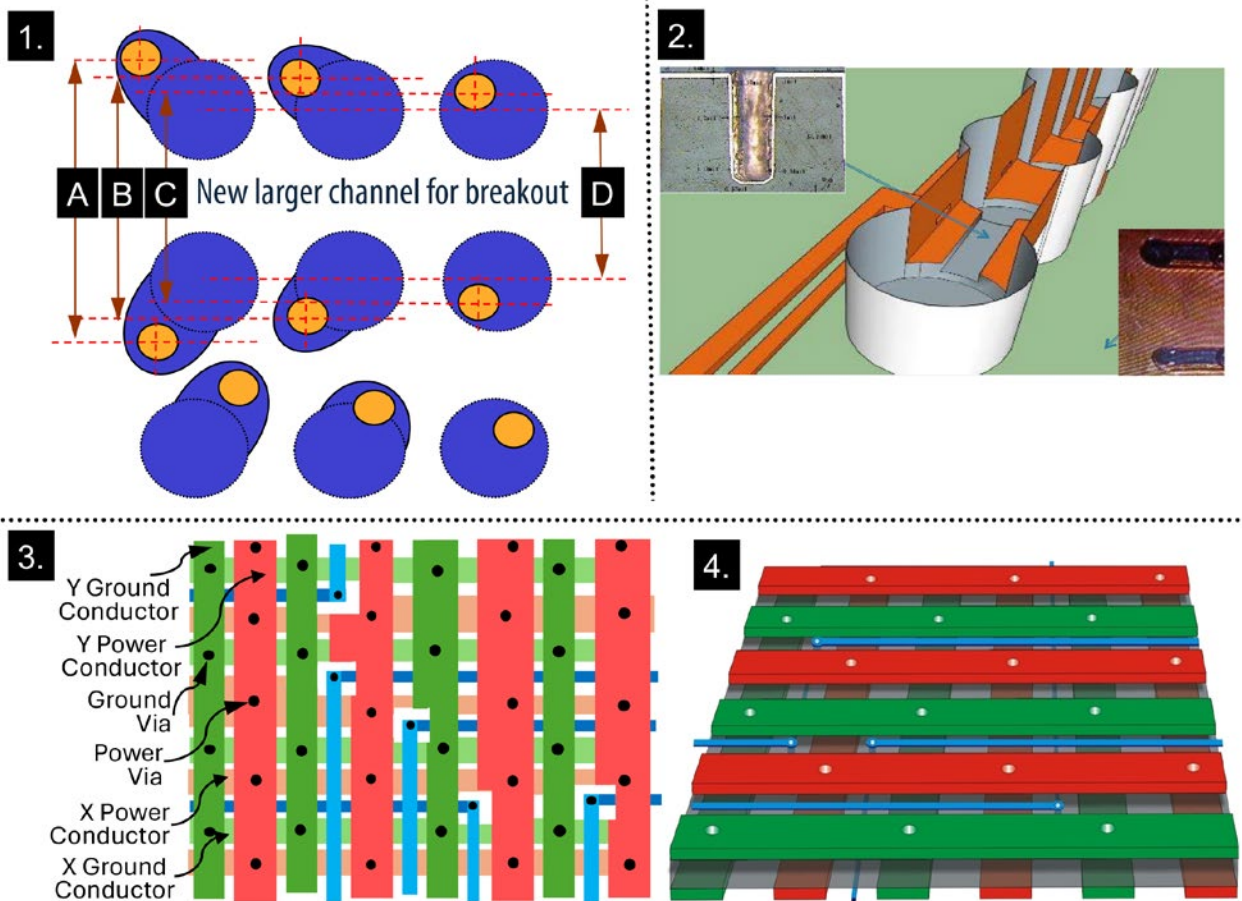 1.
A
B
C
New larger channel for breakout
D
2.
3.
Y Ground
Conductor
Y Power
Conductor
Ground
Via
Power
Via
X Power
Conductor
X Ground
Conductor
4.